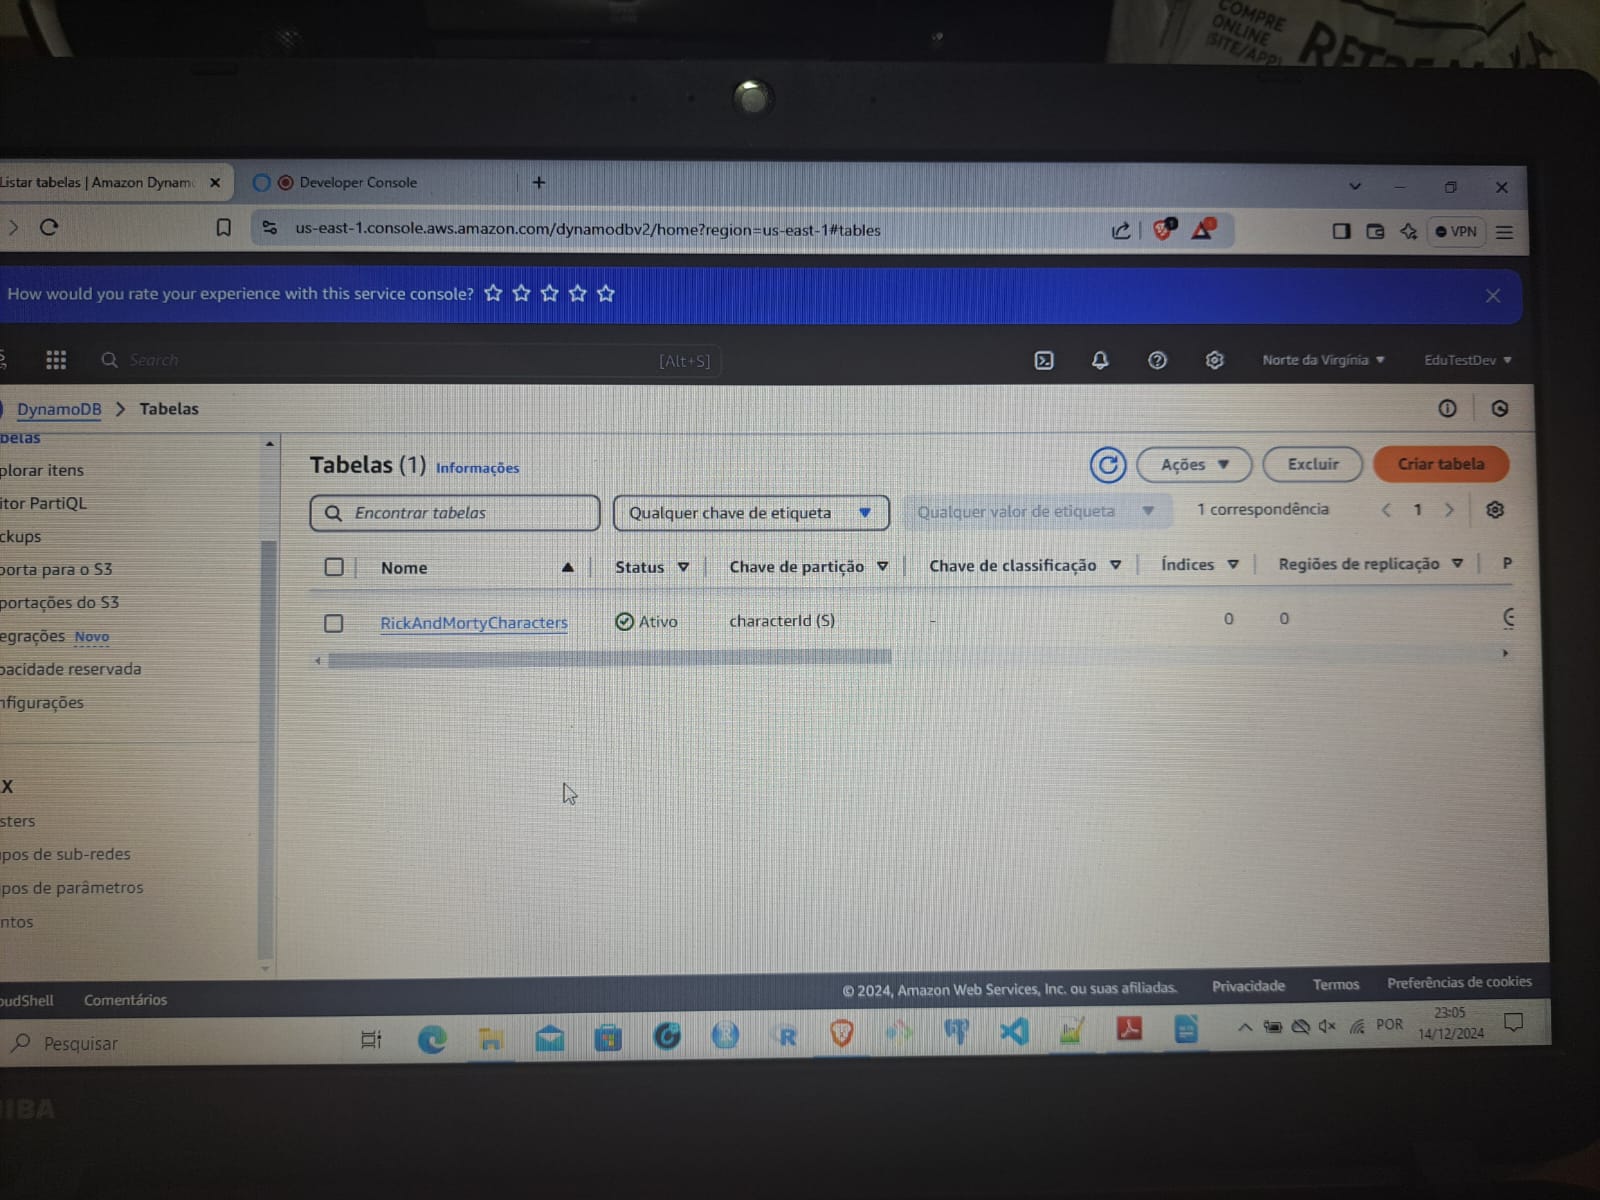 COMPRE
ONLINE
(SITE/APP)
Listar tabelas | Amazon Dynam
Developer Console
us-east-1.console.aws.amazon.com/dynamodbv2/home?region=us-east-1#tables
VPN
How would you rate your experience with this service console?
Search
[Alt+S]
Norte da Virgínia
EduTestDev
DynamoDB > Tabelas
belas
plorar itens
itor PartiQL
ckups
porta para o S3
portações do S3
egrações Novo
pacidade reservada
nfigurações
X
sters
upos de sub-redes
pos de parâmetros
ntos
Tabelas (1) Informações
Ações
Excluir
Criar tabela
Encontrar tabelas
Qualquer chave de etiqueta
Qualquer valor de etiqueta
1 correspondência
1
Nome
Status
Chave de partição
Chave de classificação
Índices
Regiões de replicação
P
RickAndMortyCharacters
Ativo
characterId (S)
-
0
0
oudShell
Comentários
© 2024, Amazon Web Services, Inc. ou suas afiliadas.
Privacidade
Termos
Preferências de cookies
Pesquisar
POR
23:05
14/12/2024
IBA